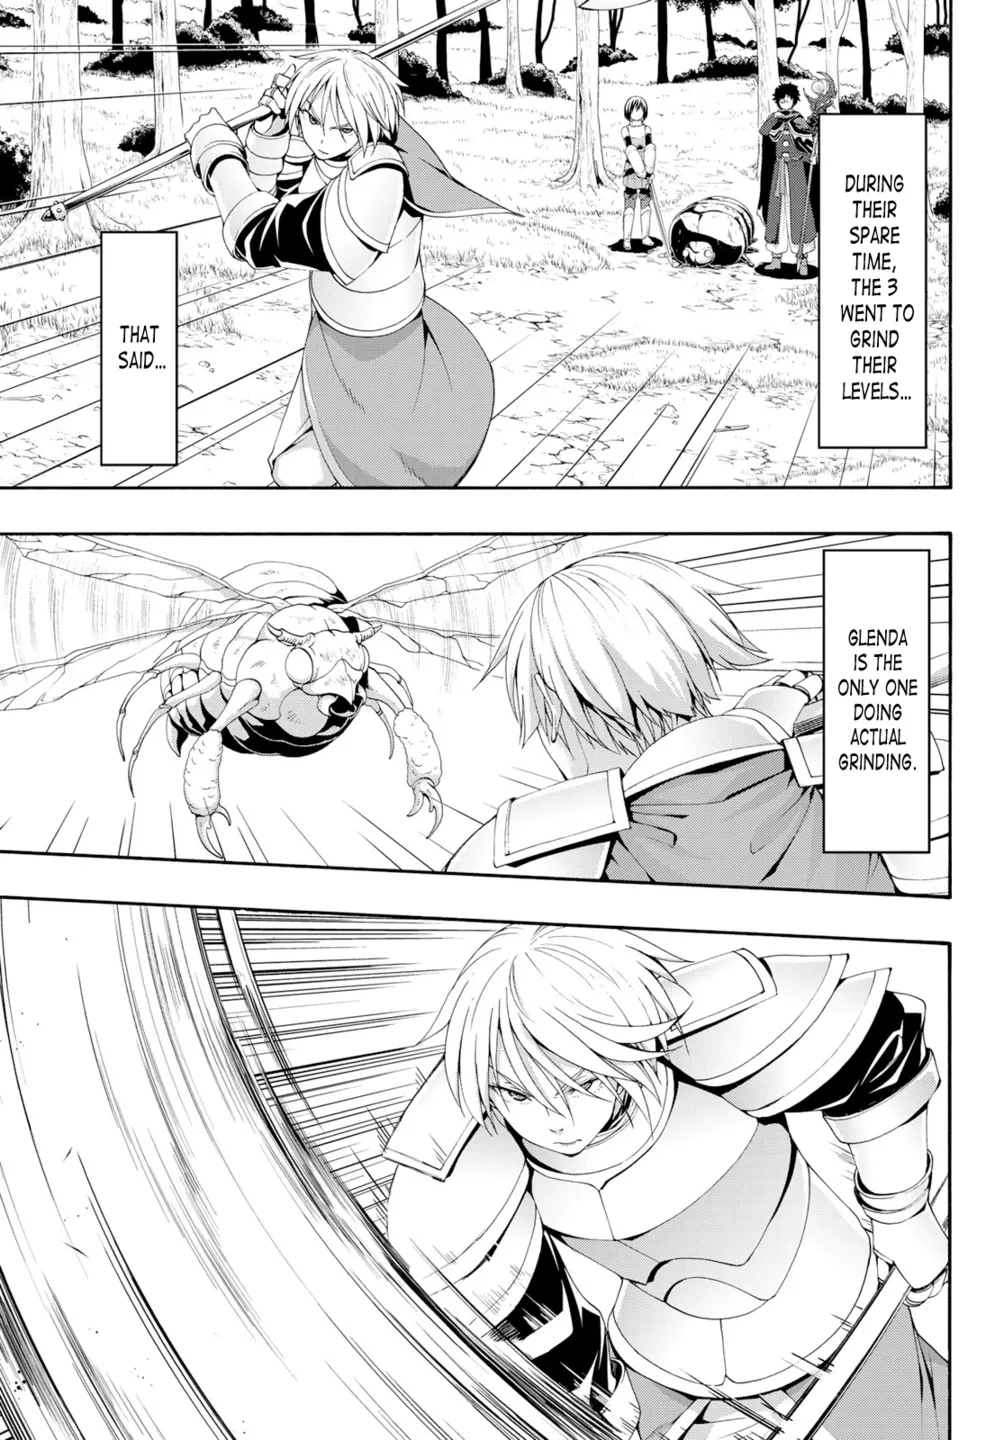 DURING
THEIR
SPARE
TIME,
THE 3
WENT TO
GRIND
THEIR
LEVELS...
THAT
SAID...
GLENDA
IS THE
ONLY ONE
DOING
ACTUAL
GRINDING.